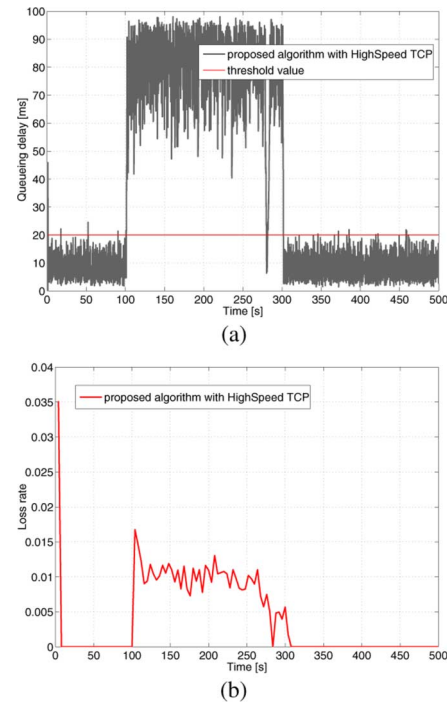 100
90
80
70
60
50
40
30
20
10
0
Queueing delay [ms]
proposed algorithm with HighSpeed TCP
threshold value
0 50 100 150 200 250 300 350 400 450 500
Time [s]
(a)
0.04
0.035
0.03
0.025
0.02
0.015
0.01
0.005
0
Loss rate
proposed algorithm with HighSpeed TCP
0 50 100 150 200 250 300 350 400 450 500
Time [s]
(b)